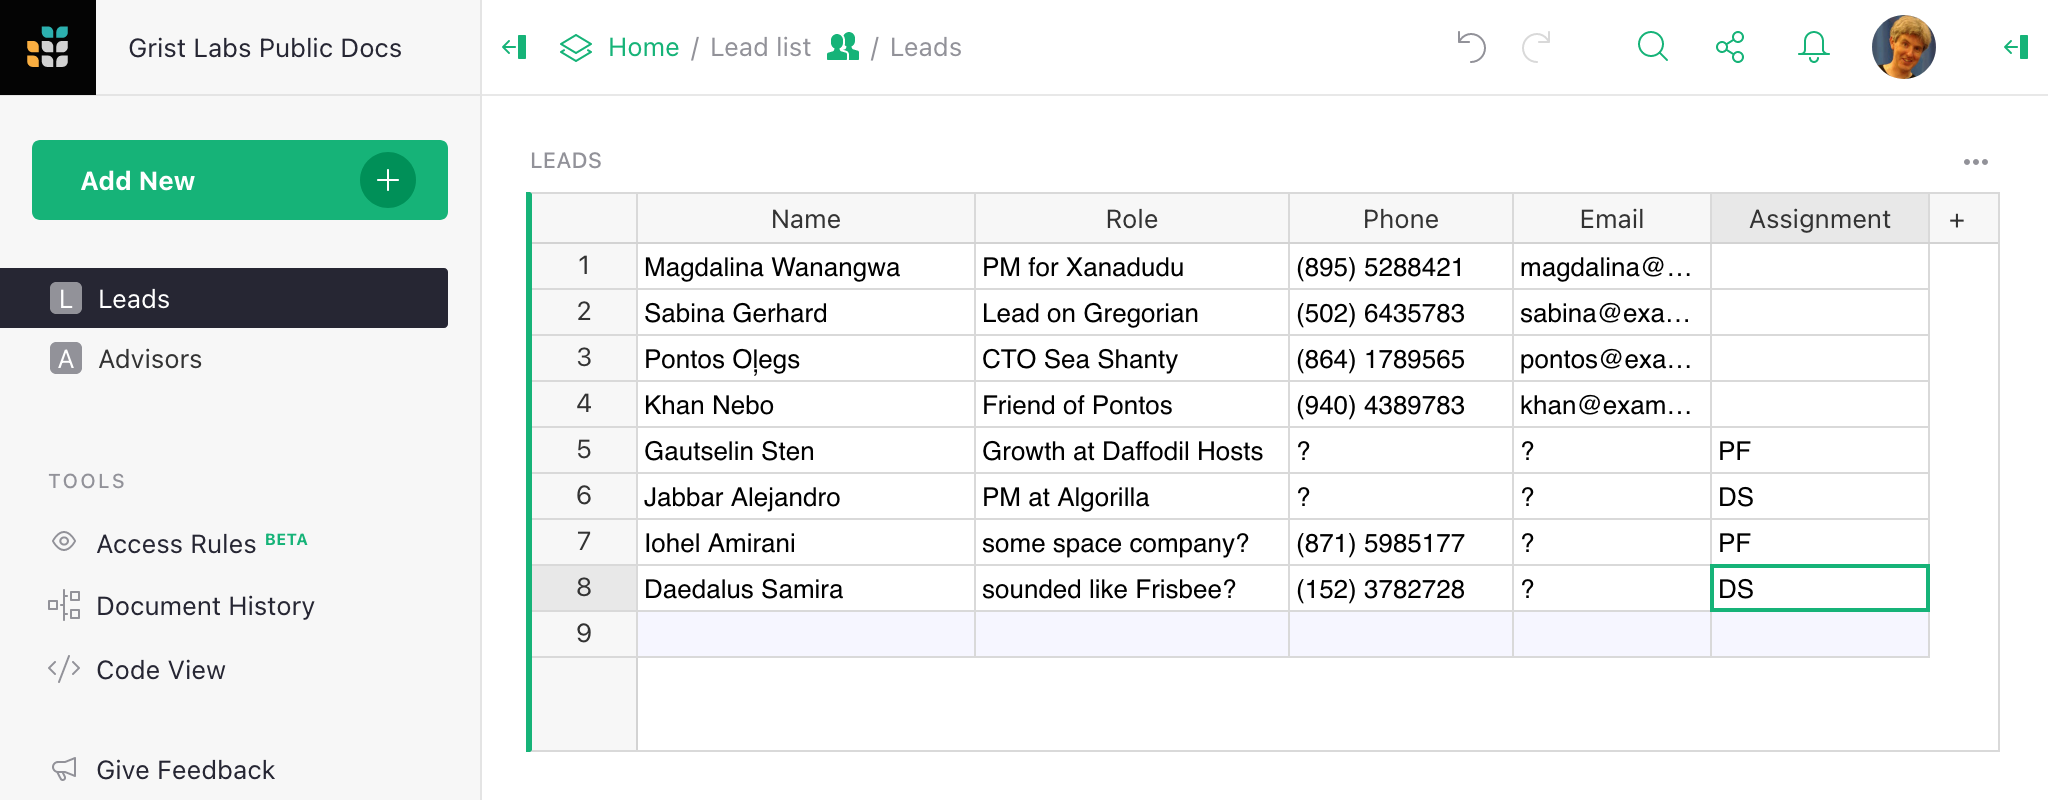 Grist Labs Public Docs
Home / Lead list / Leads
Add New +
L Leads
A Advisors
TOOLS
Access Rules BETA
Document History
</> Code View
Give Feedback
LEADS
Name Role Phone Email Assignment +
1 Magdalina Wanangwa PM for Xanadudu (895) 5288421 magdalina@...
2 Sabina Gerhard Lead on Gregorian (502) 6435783 sabina@exa...
3 Pontos Oļegs CTO Sea Shanty (864) 1789565 pontos@exa...
4 Khan Nebo Friend of Pontos (940) 4389783 khan@exam...
5 Gautselin Sten Growth at Daffodil Hosts ? ? PF
6 Jabbar Alejandro PM at Algorilla ? ? DS
7 Iohel Amirani some space company? (871) 5985177 ? PF
8 Daedalus Samira sounded like Frisbee? (152) 3782728 ? DS
9